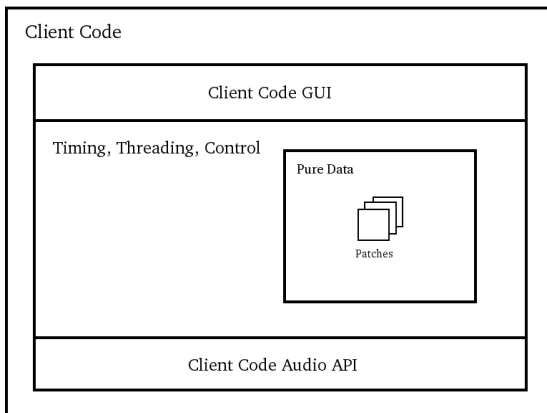 Client Code
Client Code GUI
Timing, Threading, Control
Pure Data
Patches
Client Code Audio API